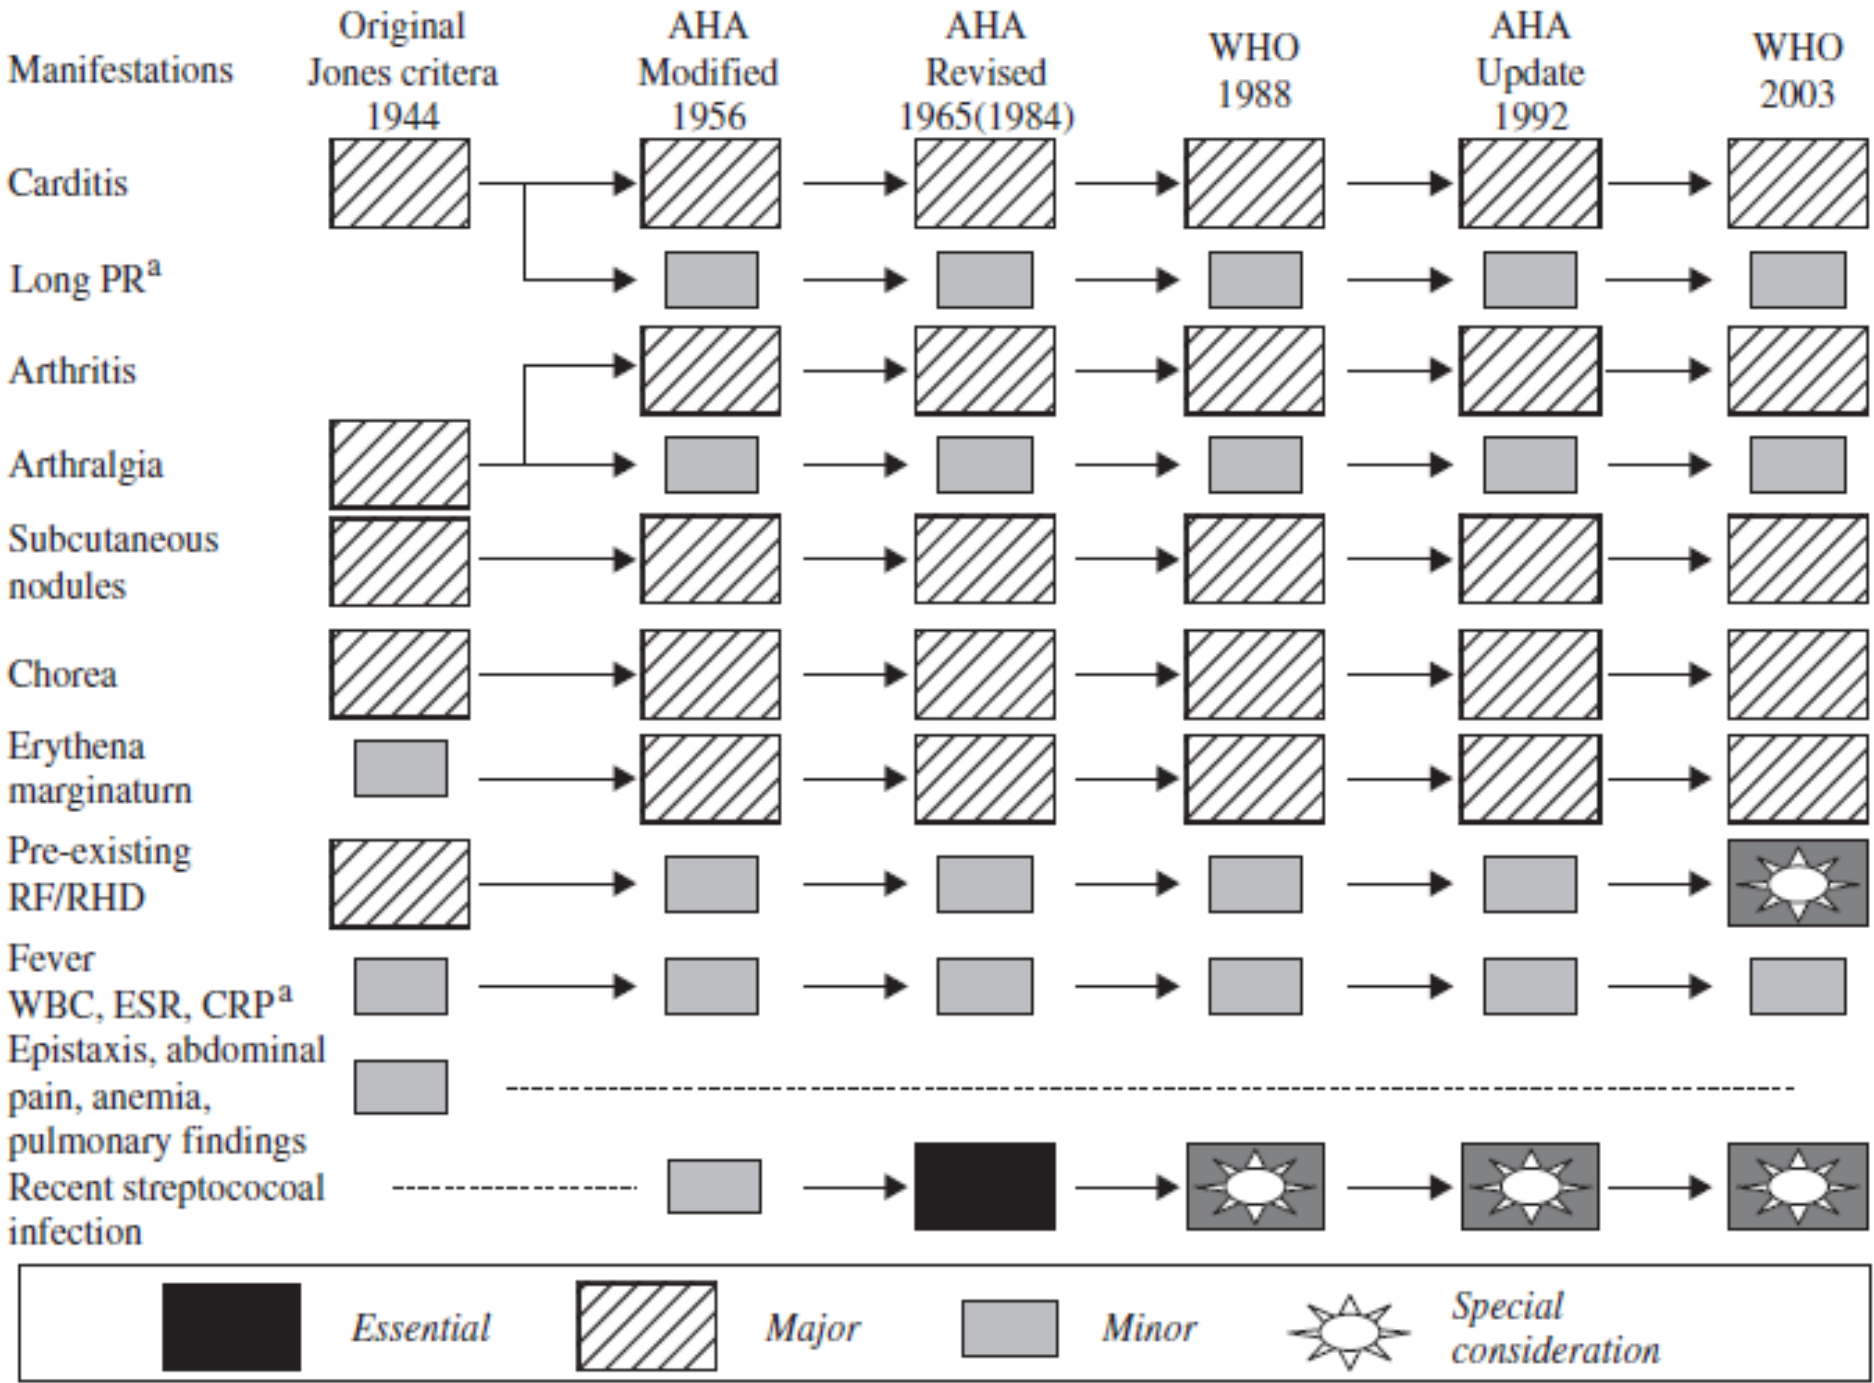 Manifestations
Original
Jones critera
1944
AHA
Modified
1956
AHA
Revised
1965(1984)
WHO
1988
AHA
Update
1992
WHO
2003
Carditis
Long PRa
Arthritis
Arthralgia
Subcutaneous
nodules
Chorea
Erythena
marginaturn
Pre-existing
RF/RHD
Fever
WBC, ESR, CRPa
Epistaxis, abdominal
pain, anemia,
pulmonary findings
Recent streptococoal
infection
Essential
Major
Minor
Special
consideration